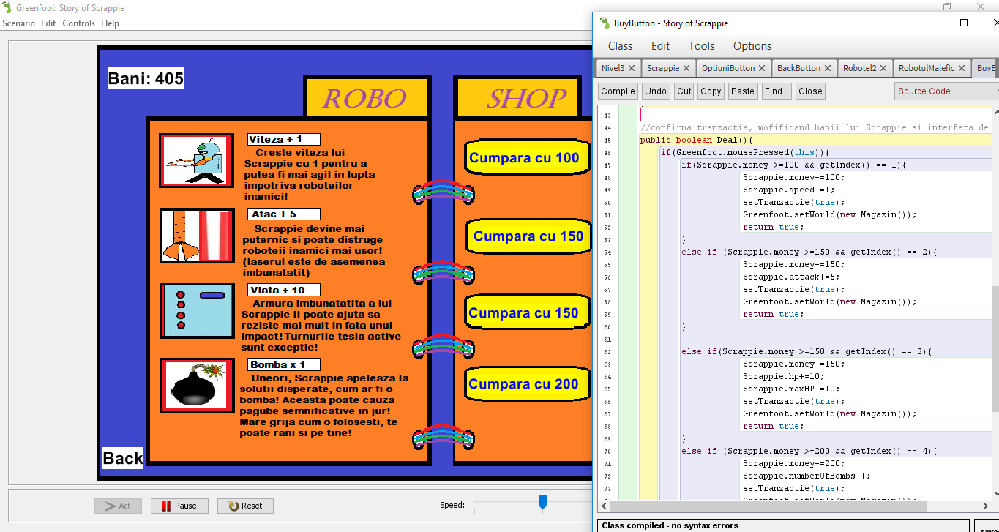 Greenfoot: Story of Scrappie
Scenario Edit Controls Help
Bani: 405
ROBO
SHOP
Viteza + 1
Creste viteza lui
Scrappie cu 1 pentru a
putea fi mai agil in lupta
impotriva roboteilor
inamici!
Atac + 5
Scrappie devine mai
puternic si poate distruge
roboteii inamici mai usor!
(laserul este de asemenea
imbunatatit)
Viata + 10
Armura imbunatatita a lui
Scrappie il poate ajuta sa
reziste mai mult in fata unui
impact! Turnurile tesla active
sunt exceptie!
Bomba x 1
Uneori, Scrappie apeleaza la
solutii disperate, cum ar fi o
bomba! Aceasta poate cauza
pagube semnificative in jur!
Mare grija cum o folosesti, te
poate rani si pe tine!
Cumpara cu 100
Cumpara cu 150
Cumpara cu 150
Cumpara cu 200
Back
Act
Pause
Reset
Speed:
BuyButton - Story of Scrappie
Class Edit Tools Options
Nivel3 Scrappie OptiuniButton BackButton Robotel2 RobotulMalefic BuyB
Compile Undo Cut Copy Paste Find... Close Source Code
43
44 //confirma tranzactia, mofificand banii lui Scrappie si interfata de
45 public boolean Deal(){
46 if(Greenfoot.mousePressed(this)){
47 if(Scrappie.money >=100 && getIndex() == 1){
48 Scrappie.money-=100;
49 Scrappie.speed+=1;
50 setTranzactie(true);
51 Greenfoot.setWorld(new Magazin());
52 return true;
53 }
54 else if (Scrappie.money >=150 && getIndex() == 2){
55 Scrappie.money-=150;
56 Scrappie.attack+=5;
57 setTranzactie(true);
58 Greenfoot.setWorld(new Magazin());
59 return true;
60 }
61
62 else if(Scrappie.money >=150 && getIndex() == 3){
63 Scrappie.money-=150;
64 Scrappie.hp+=10;
65 Scrappie.maxHP+=10;
66 setTranzactie(true);
67 Greenfoot.setWorld(new Magazin());
68 return true;
69 }
70 else if (Scrappie.money >=200 && getIndex() == 4){
71 Scrappie.money-=200;
72 Scrappie.numberOfBombs++;
73 setTranzactie(true);
Greenfoot.setWorld(new Magazin());
Class compiled - no syntax errors